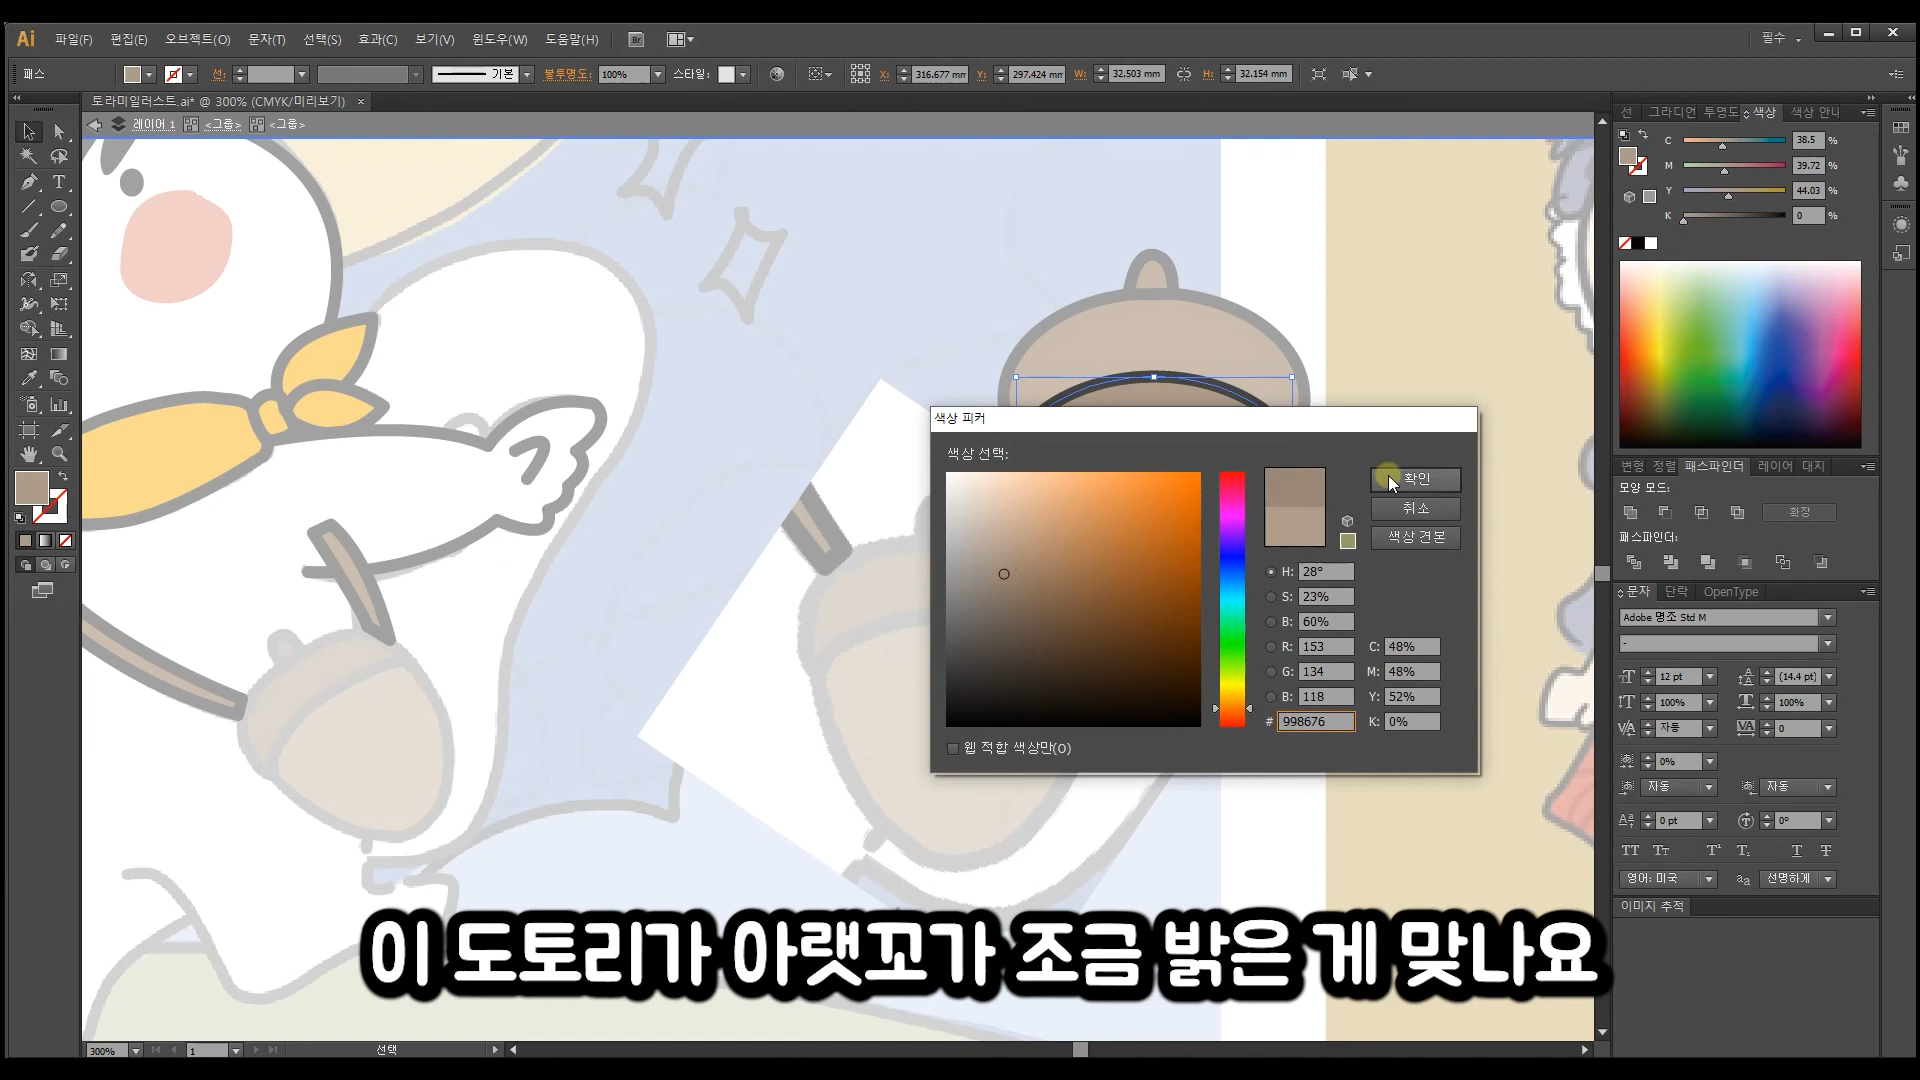 Ai 파일(F) 편집(E) 오브젝트(O) 문자(T) 선택(S) 효과(C) 보기(V) 윈도우(W) 도움말(H) Br 필수
패스 선: 기본 불투명도: 100% 스타일: X: 316.677 mm Y: 297.424 mm W: 32.503 mm H: 32.154 mm
토라미일러스트.ai* @ 300% (CMYK/미리보기) ×
레이어 1 <그룹> <그룹>
선 그라디언 투명도 색상 색상 안내
C 38.5 %
M 39.72 %
Y 44.03 %
K 0 %
색상 피커
색상 선택:
확인
취소
색상 견본
H: 28°
S: 23%
B: 60%
R: 153 C: 48%
G: 134 M: 48%
B: 118 Y: 52%
# 998676 K: 0%
웹 적합 색상만(O)
변형 정렬 패스파인더 레이어 대지
모양 모드:
확장
패스파인더:
문자 단락 OpenType
Adobe 명조 Std M
-
12 pt (14.4 pt)
100% 100%
자동 0
0%
자동 자동
0 pt 0°
영어: 미국 선명하게
이미지 추적
이 도토리가 아랫꼬가 조금 밝은 게 맞나요
300% 1 선택